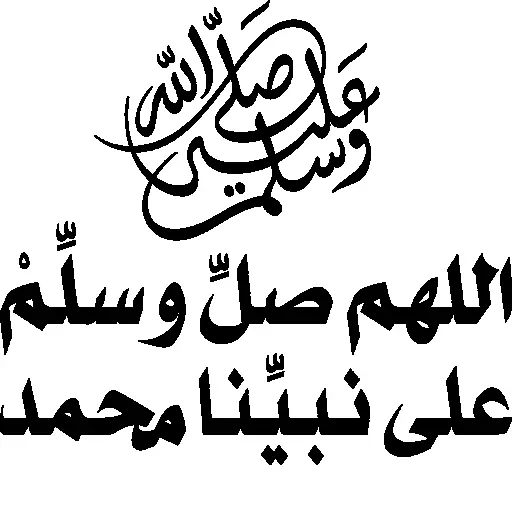 صلى الله عليه وسلم
اللهم صلِّ وسلِّمْ
على نبيِّنا محمد